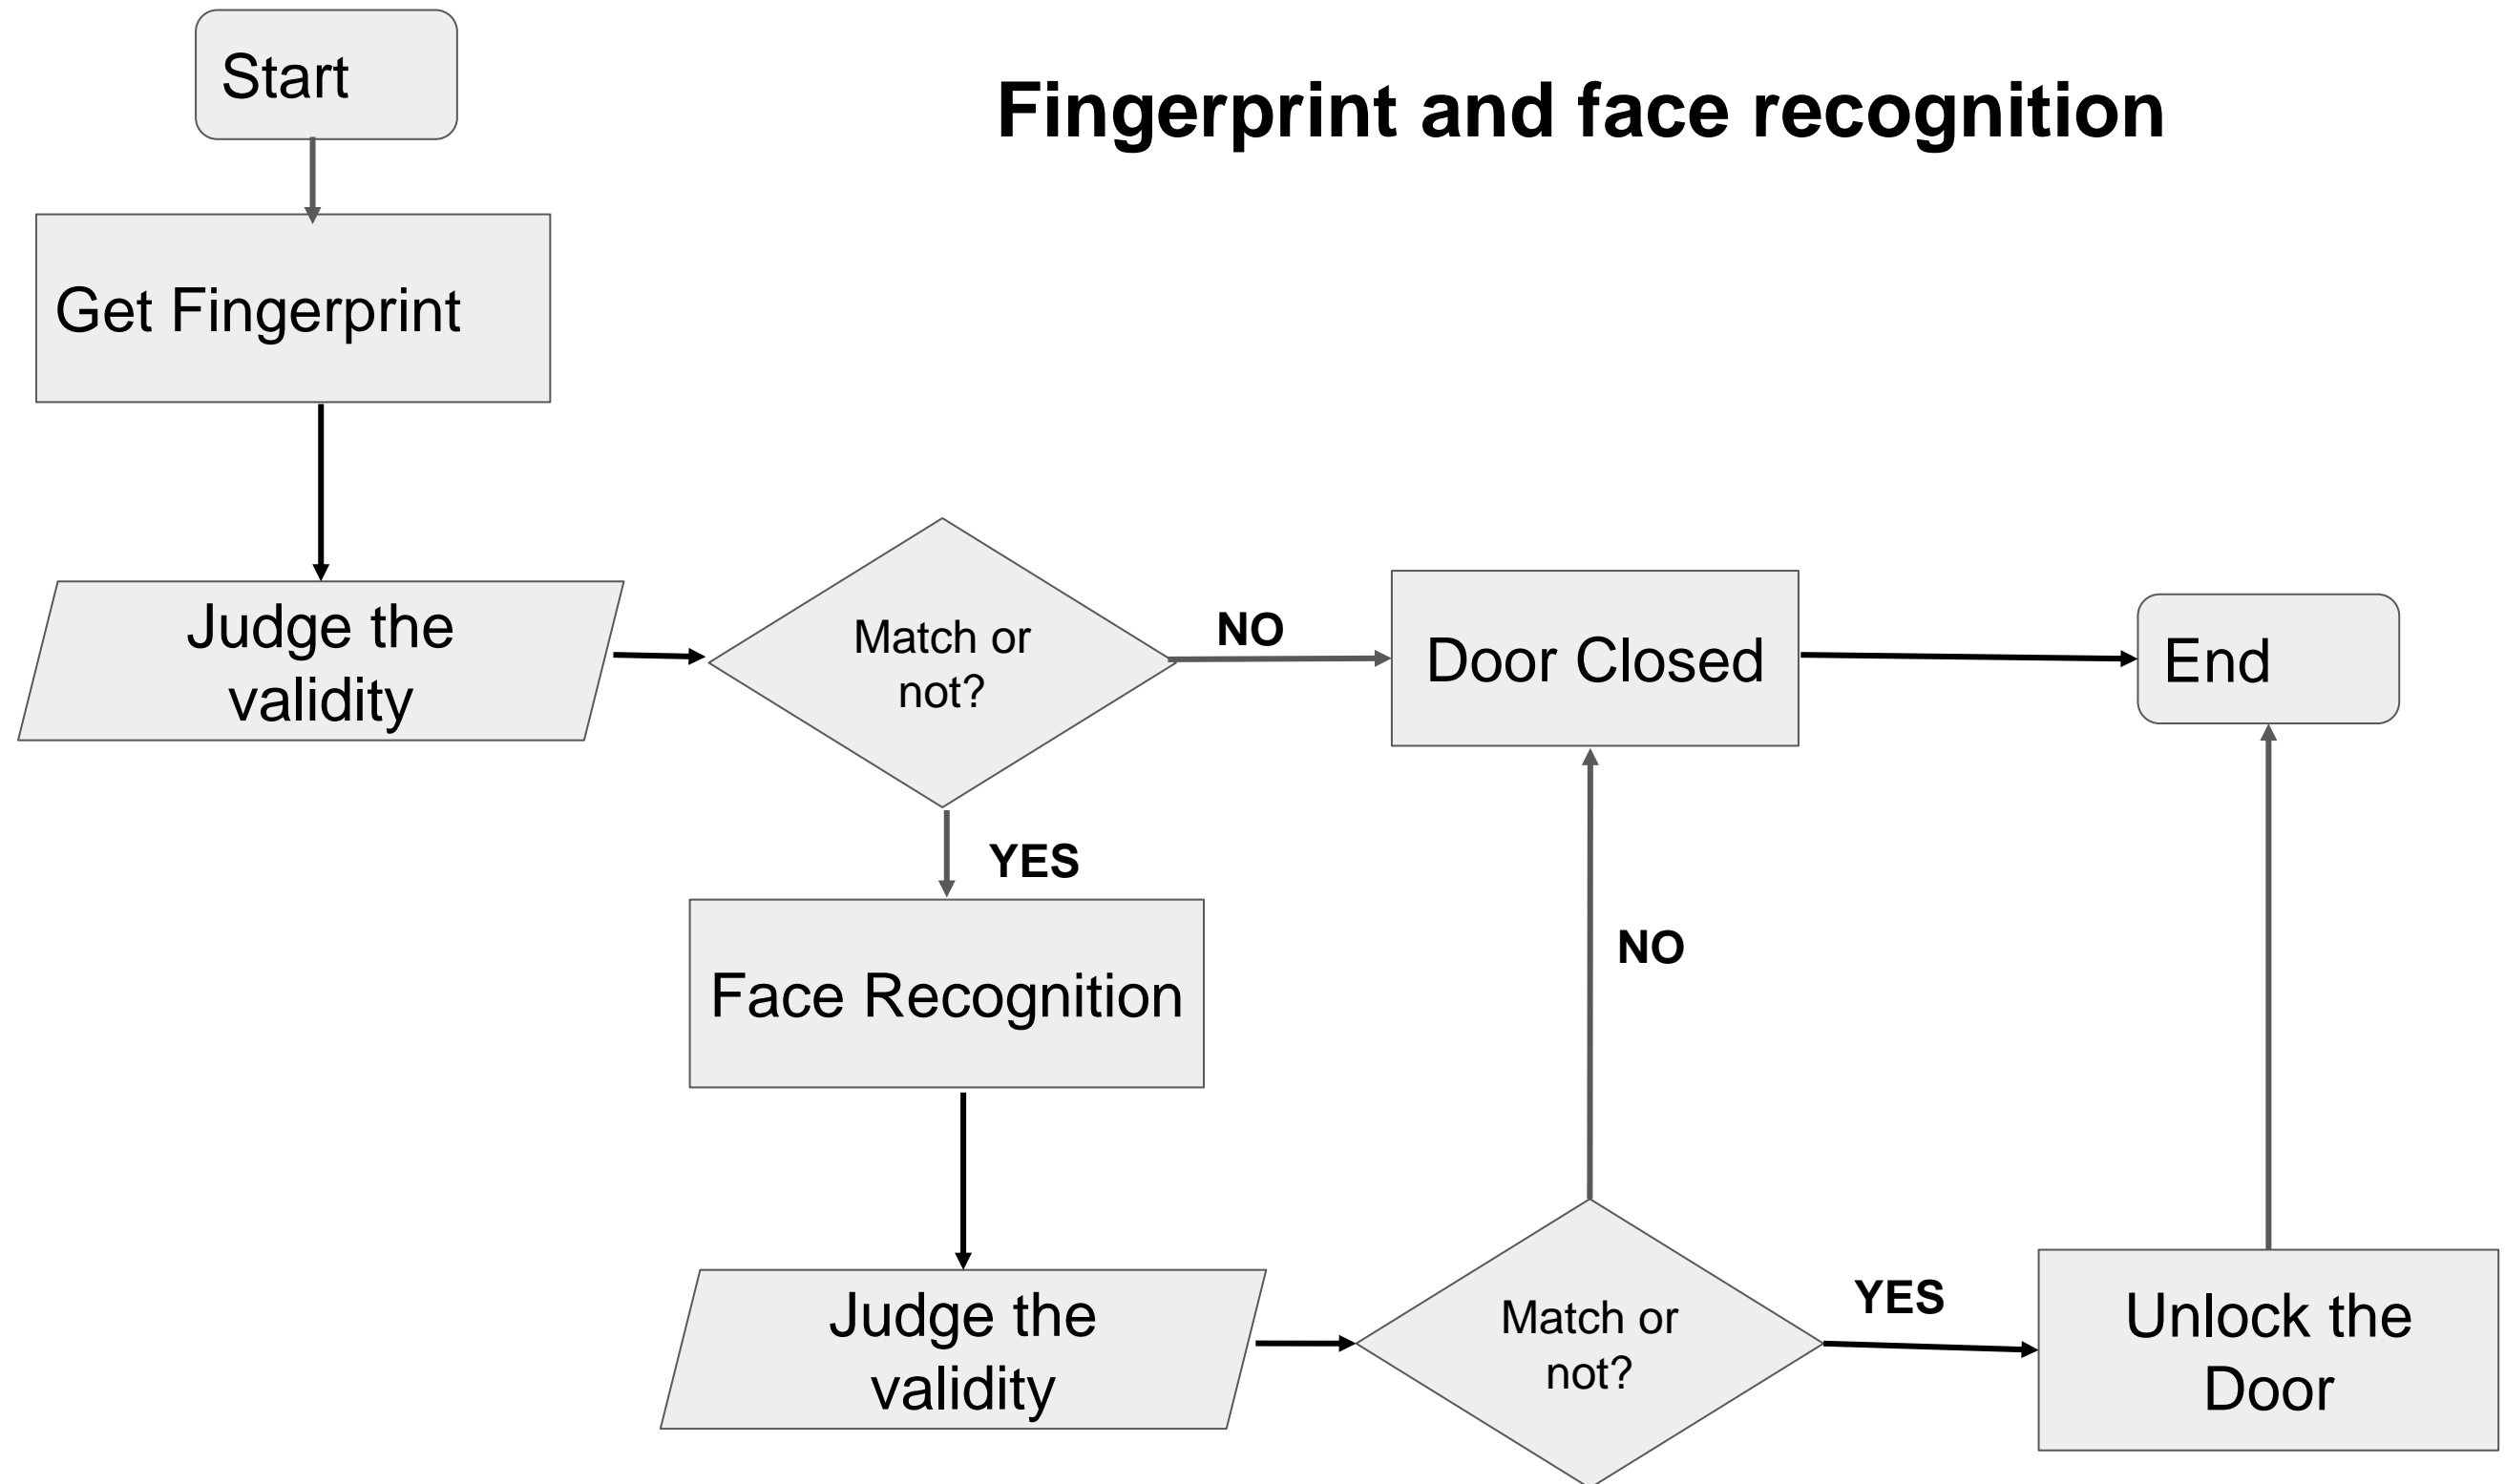 Start
Fingerprint and face recognition
Get Fingerprint
Judge the
validity
Match or
not?
NO
Door Closed
End
YES
Face Recognition
NO
Judge the
validity
Match or
not?
YES
Unlock the
Door